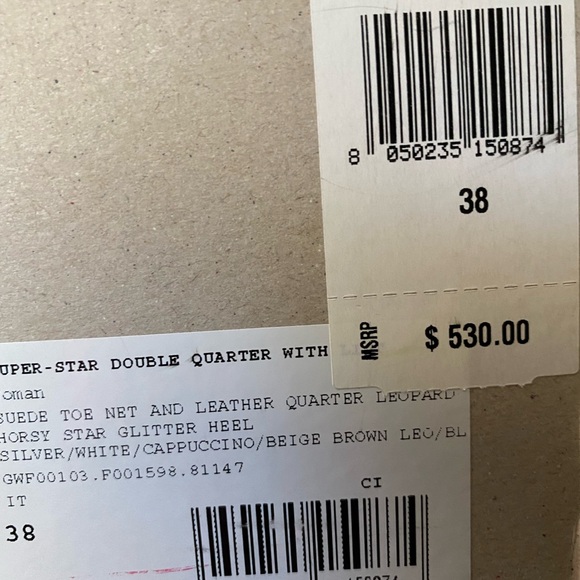 8 050235 150874
38
MSRP $ 530.00
UPER-STAR DOUBLE QUARTER WITH
oman
SUEDE TOE NET AND LEATHER QUARTER LEOPARD
HORSY STAR GLITTER HEEL
SILVER/WHITE/CAPPUCCINO/BEIGE BROWN LEO/BL
GWF00103.F001598.81147
IT
CI
38